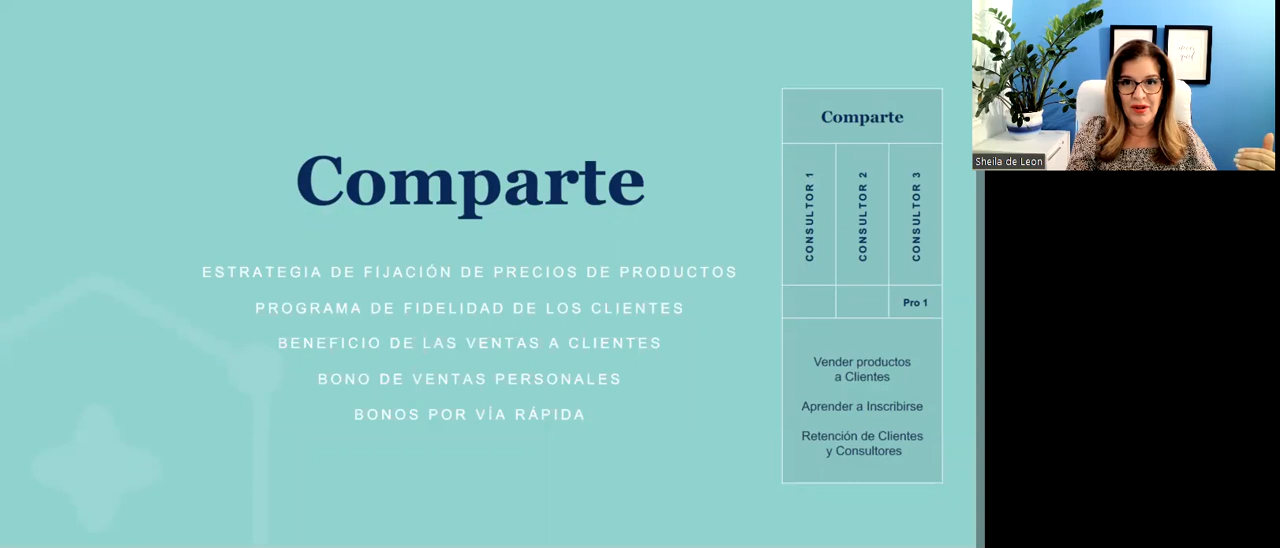 Comparte
ESTRATEGIA DE FIJACIÓN DE PRECIOS DE PRODUCTOS
PROGRAMA DE FIDELIDAD DE LOS CLIENTES
BENEFICIO DE LAS VENTAS A CLIENTES
BONO DE VENTAS PERSONALES
BONOS POR VÍA RÁPIDA
Comparte
CONSULTOR 1
CONSULTOR 2
CONSULTOR 3
Pro 1
Vender productos
a Clientes
Aprender a Inscribirse
Retención de Clientes
y Consultores
Sheila de Leon